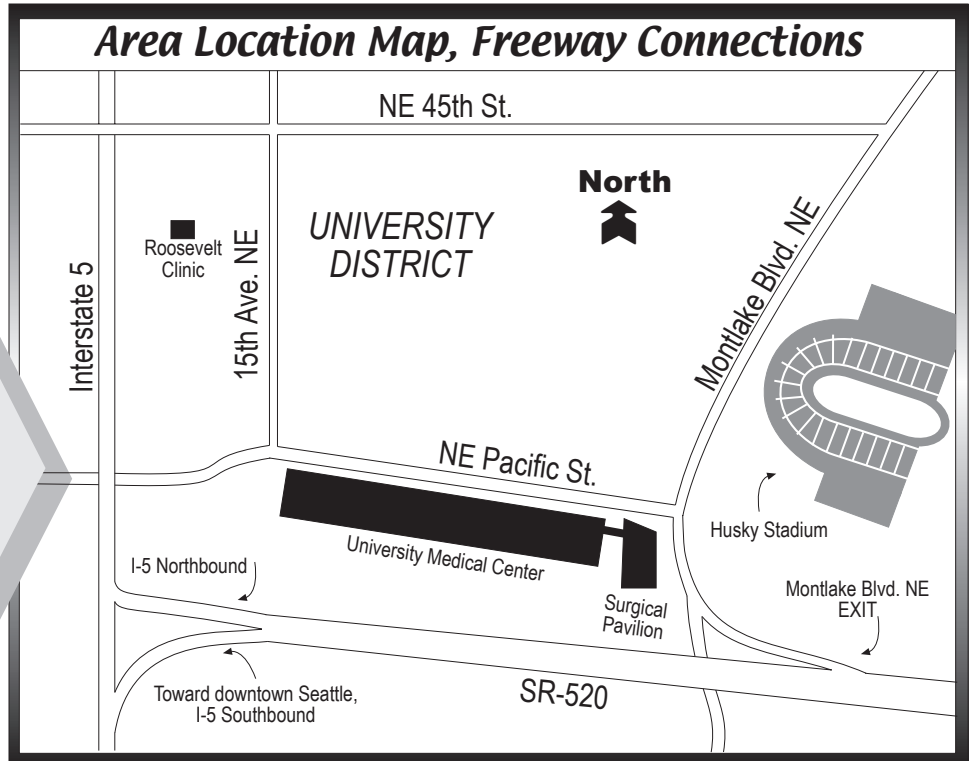 Area Location Map, Freeway Connections
NE 45th St.
North
Roosevelt
Clinic
UNIVERSITY
DISTRICT
Interstate 5
15th Ave. NE
Montlake Blvd. NE
NE Pacific St.
Husky Stadium
University Medical Center
I-5 Northbound
Surgical
Pavilion
Montlake Blvd. NE
EXIT
Toward downtown Seattle,
I-5 Southbound
SR-520